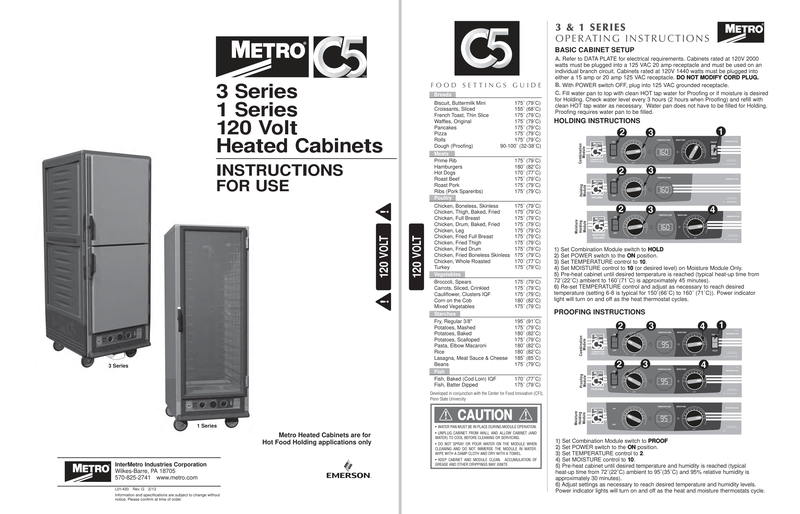 METRO® C5
3 Series
1 Series
120 Volt
Heated Cabinets
INSTRUCTIONS
FOR USE
120 VOLT
3 Series
1 Series
Metro Heated Cabinets are for
Hot Food Holding applications only
METRO
InterMetro Industries Corporation
Wilkes-Barre, PA 18705
570-825-2741 www.metro.com
L01-430 Rev. G 2/13
Information and specifications are subject to change without
notice. Please confirm at time of order.
EMERSON.
C5
FOOD SETTINGS GUIDE
Breads
Biscuit, Buttermilk Mini 175˚ (79˚C)
Croissants, Sliced 155˚ (68˚C)
French Toast, Thin Slice 175˚ (79˚C)
Waffles, Original 175˚ (79˚C)
Pancakes 175˚ (79˚C)
Pizza 175˚ (79˚C)
Rolls 175˚ (79˚C)
Dough (Proofing) 90-100˚ (32-38˚C)
Meats
Prime Rib 175˚ (79˚C)
Hamburgers 180˚ (82˚C)
Hot Dogs 170˚ (77˚C)
Roast Beef 175˚ (79˚C)
Roast Pork 175˚ (79˚C)
Ribs (Pork Spareribs) 175˚ (79˚C)
Poultry
Chicken, Boneless, Skinless 175˚ (79˚C)
Chicken, Thigh, Baked, Fried 175˚ (79˚C)
Chicken, Full Breast 175˚ (79˚C)
Chicken, Drum, Baked, Fried 175˚ (79˚C)
Chicken, Leg 175˚ (79˚C)
Chicken, Fried Full Breast 175˚ (79˚C)
Chicken, Fried Thigh 175˚ (79˚C)
Chicken, Fried Drum 175˚ (79˚C)
Chicken, Fried Boneless Skinless 175˚ (79˚C)
Chicken, Whole Roasted 170˚ (77˚C)
Turkey 175˚ (79˚C)
Vegetables
Broccoli, Spears 175˚ (79˚C)
Carrots, Sliced, Crinkled 175˚ (79˚C)
Cauliflower, Clusters IQF 175˚ (79˚C)
Corn on the Cob 180˚ (82˚C)
Mixed Vegetables 175˚ (79˚C)
Starches
Fry, Regular 3/8" 195˚ (91˚C)
Potatoes, Mashed 175˚ (79˚C)
Potatoes, Baked 180˚ (82˚C)
Potatoes, Scalloped 175˚ (79˚C)
Pasta, Elbow Macaroni 180˚ (82˚C)
Rice 180˚ (82˚C)
Lasagna, Meat Sauce & Cheese 185˚ (85˚C)
Beans 175˚ (79˚C)
Fish
Fish, Baked (Cod Loin) IQF 170˚ (77˚C)
Fish, Batter Dipped 175˚ (79˚C)
Developed in conjunction with the Center for Food Innovation (CFI),
Penn State University
CAUTION
• WATER PAN MUST BE IN PLACE DURING MODULE OPERATION.
• UNPLUG CABINET FROM WALL AND ALLOW CABINET (AND
WATER) TO COOL BEFORE CLEANING OR SERVICING.
• DO NOT SPRAY OR POUR WATER ON THE MODULE WHEN
CLEANING AND DO NOT IMMERSE THE MODULE IN WATER.
WIPE WITH A DAMP CLOTH AND DRY WITH A TOWEL.
• KEEP CABINET AND MODULE CLEAN. ACCUMULATION OF
GREASE AND OTHER DRIPPINGS MAY IGNITE.
120 VOLT
3 & 1 SERIES
OPERATING INSTRUCTIONS
METRO
BASIC CABINET SETUP
A. Refer to DATA PLATE for electrical requirements. Cabinets rated at 120V 2000
watts must be plugged into a 125 VAC 20 amp receptacle and must be used on an
individual branch circuit. Cabinets rated at 120V 1440 watts must be plugged into
either a 15 amp or 20 amp 125 VAC receptacle. DO NOT MODIFY CORD PLUG.
B. With POWER switch OFF, plug into 125 VAC grounded receptacle.
C. Fill water pan to top with clean HOT tap water for Proofing or if moisture is desired
for Holding. Check water level every 3 hours (2 hours when Proofing) and refill with
clean HOT tap water as necessary. Water pan does not have to be filled for Holding.
Proofing requires water pan to be filled.
HOLDING INSTRUCTIONS
2 3 1
Combination
Module
160
2 3
Holding
Module
160
2 3 4
Moisture
Holding
Module
160
1) Set Combination Module switch to HOLD
2) Set POWER switch to the ON position.
3) Set TEMPERATURE control to 10.
4) Set MOISTURE control to 10 (or desired level) on Moisture Module Only.
5) Pre-heat cabinet until desired temperature is reached (typical heat-up time from
72˚(22˚C) ambient to 160˚(71˚C) is approximately 45 minutes).
6) Re-set TEMPERATURE control and adjust as necessary to reach desired
temperature (setting 6-8 is typical for 150˚(66˚C) to 160˚ (71˚C)). Power indicator
light will turn on and off as the heat thermostat cycles.
PROOFING INSTRUCTIONS
2 3 4 1
Combination
Module
95
2 3
Proofing
Module
95
Moisture
Module
95
1) Set Combination Module switch to PROOF
2) Set POWER switch to the ON position.
3) Set TEMPERATURE control to 2.
4) Set MOISTURE control to 10.
5) Pre-heat cabinet until desired temperature and humidity is reached (typical
heat-up time from 72˚(22˚C) ambient to 95˚(35˚C) and 95% relative humidity is
approximately 30 minutes).
6) Adjust settings as necessary to reach desired temperature and humidity levels.
Power indicator lights will turn on and off as the heat and moisture thermostats cycle.